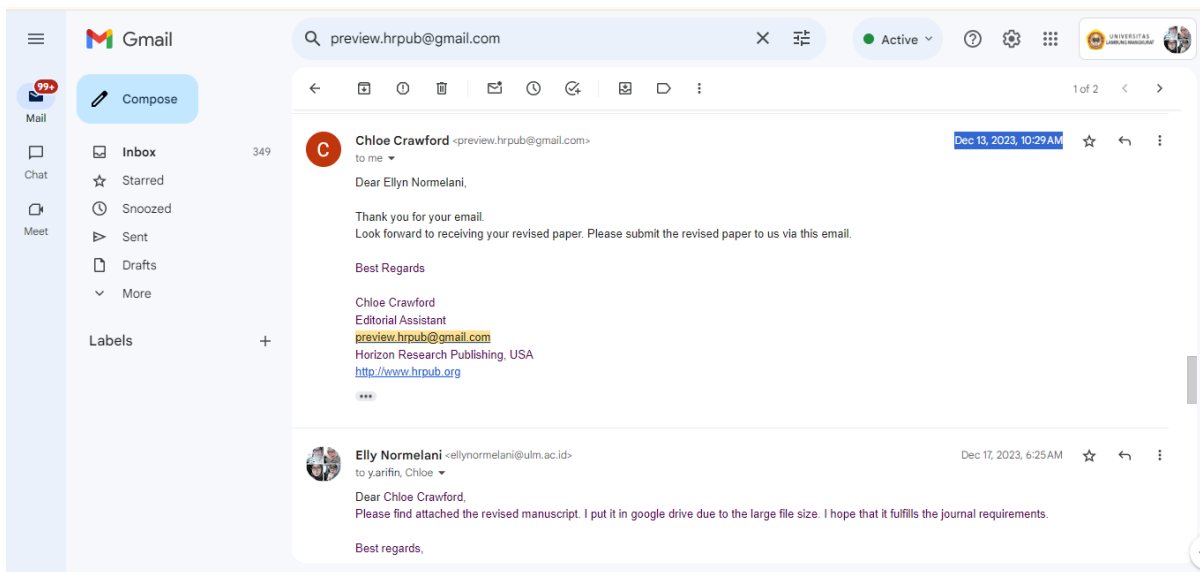 Gmail
preview.hrpub@gmail.com
Active
UNIVERSITAS
LAMBUNG MANGKURAT
99+
Mail
Chat
Meet
Compose
Inbox 349
Starred
Snoozed
Sent
Drafts
More
Labels
1 of 2
C
Chloe Crawford <preview.hrpub@gmail.com>
Dec 13, 2023, 10:29 AM
to me
Dear Ellyn Normelani,
Thank you for your email.
Look forward to receiving your revised paper. Please submit the revised paper to us via this email.
Best Regards
Chloe Crawford
Editorial Assistant
preview.hrpub@gmail.com
Horizon Research Publishing, USA
http://www.hrpub.org
Elly Normelani <ellynormelani@ulm.ac.id>
Dec 17, 2023, 6:25 AM
to y.arifin, Chloe
Dear Chloe Crawford,
Please find attached the revised manuscript. I put it in google drive due to the large file size. I hope that it fulfills the journal requirements.
Best regards,